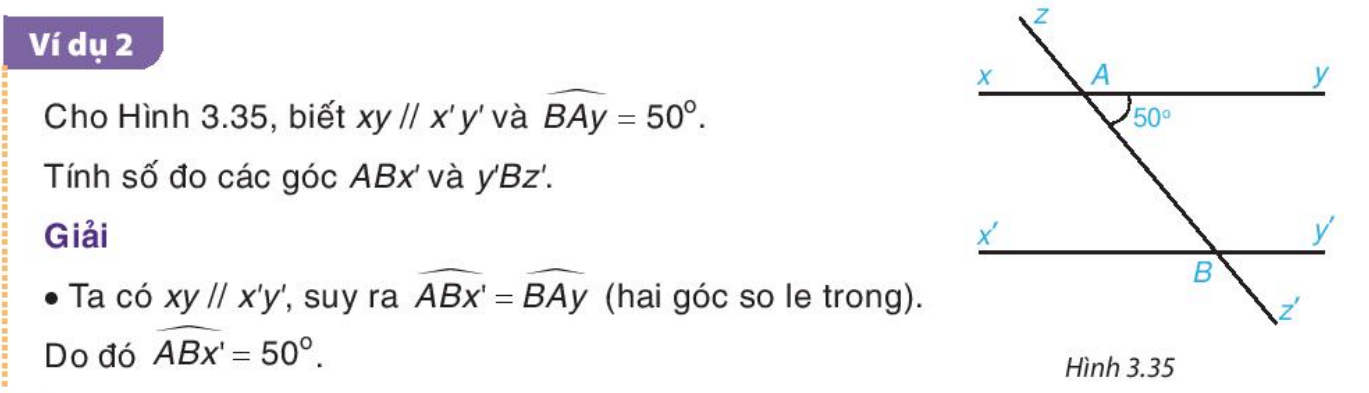 Ví dụ 2
Cho Hình 3.35, biết xy // x'y' và BAy = 50°.
Tính số đo các góc ABx' và y'Bz'.
Giải
• Ta có xy // x'y', suy ra ABx' = BAy (hai góc so le trong).
Do đó ABx' = 50°.
z
x A y
50°
x' y'
B
z'
Hình 3.35